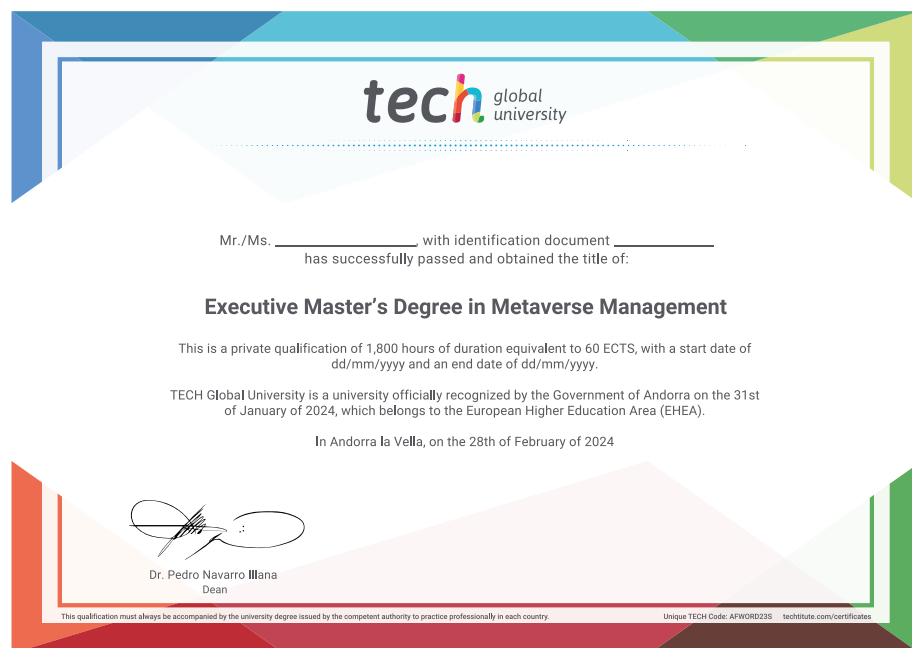 tech global
university
Mr./Ms. ____________, with identification document ____________
has successfully passed and obtained the title of:
Executive Master's Degree in Metaverse Management
This is a private qualification of 1,800 hours of duration equivalent to 60 ECTS, with a start date of
dd/mm/yyyy and an end date of dd/mm/yyyy.
TECH Global University is a university officially recognized by the Government of Andorra on the 31st
of January of 2024, which belongs to the European Higher Education Area (EHEA).
In Andorra la Vella, on the 28th of February of 2024
Dr. Pedro Navarro Illana
Dean
This qualification must always be accompanied by the university degree issued by the competent authority to practice professionally in each country.
Unique TECH Code: AFWORD23S techtitute.com/certificates